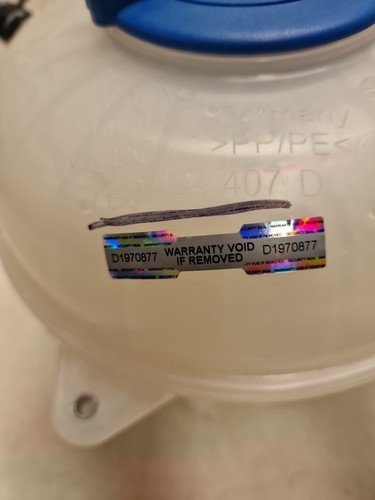 Germany
>PP/PE<
407 D
D1970877 WARRANTY VOID IF REMOVED D1970877